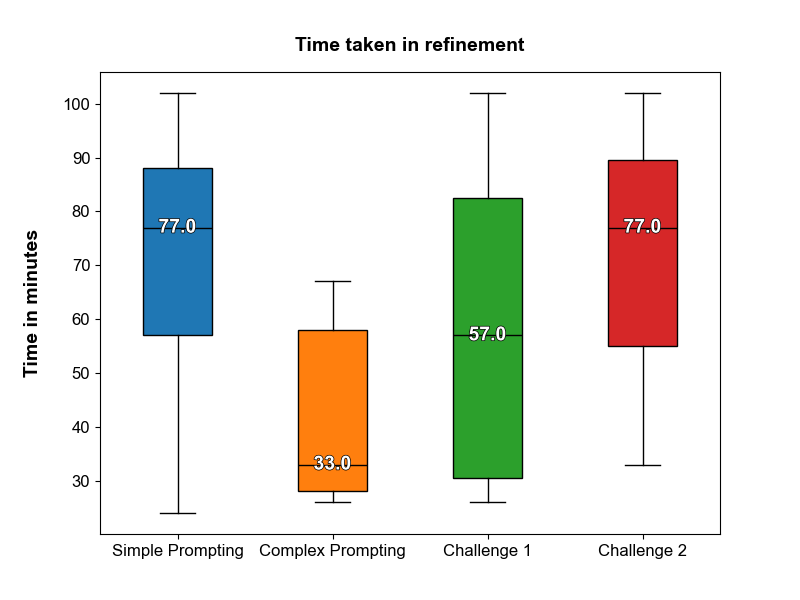 Time taken in refinement
Time in minutes
100
90
80
70
60
50
40
30
77.0
33.0
57.0
77.0
Simple Prompting
Complex Prompting
Challenge 1
Challenge 2